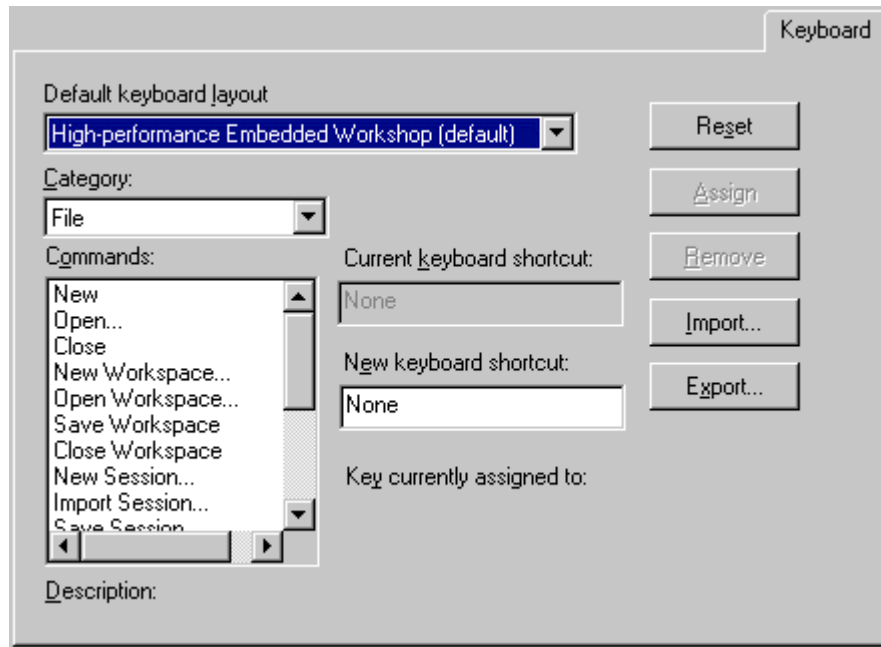 Keyboard
Default keyboard layout
High-performance Embedded Workshop (default)
Reset
Category:
Assign
File
Commands:
Current keyboard shortcut:
Remove
New
None
Open...
Import...
Close
New Workspace...
New keyboard shortcut:
Open Workspace...
Export...
Save Workspace
None
Close Workspace
New Session...
Key currently assigned to:
Import Session...
Save Session
Description: